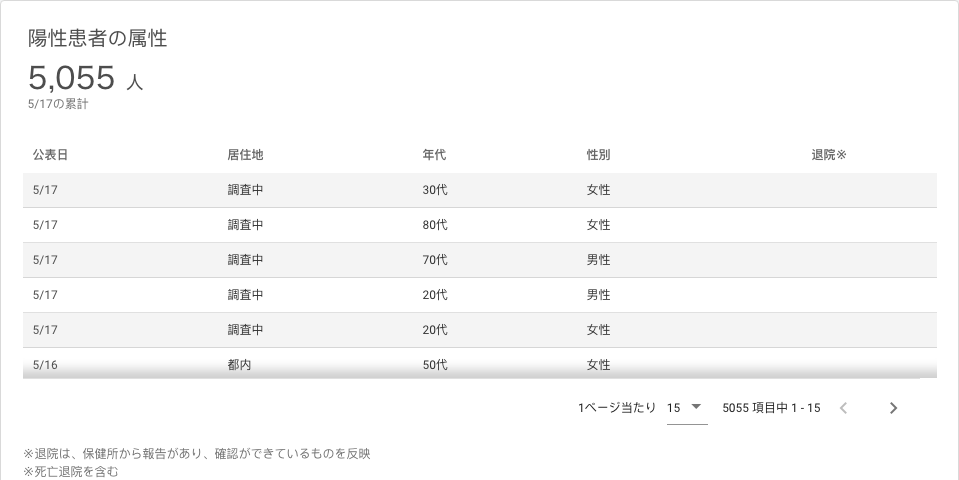 陽性患者の属性
5,055 人
5/17の累計
公表日 居住地 年代 性別 退院※
5/17 調査中 30代 女性
5/17 調査中 80代 女性
5/17 調査中 70代 男性
5/17 調査中 20代 男性
5/17 調査中 20代 女性
5/16 都内 50代 女性
1ページ当たり 15 5055 項目中 1 - 15
※退院は、保健所から報告があり、確認ができているものを反映
※死亡退院を含む